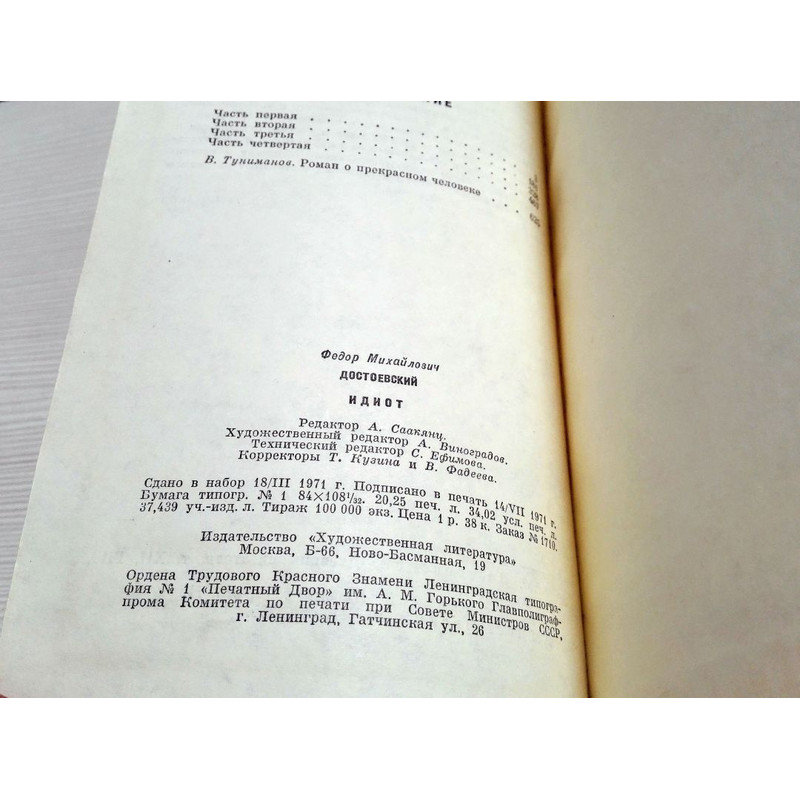 Часть первая . . . . . . . . . .
Часть вторая . . . . . . . . . .
Часть третья . . . . . . . . . .
Часть четвертая . . . . . . . . .
В. Туниманов. Роман о прекрасном человеке . . .
Федор Михайлович
ДОСТОЕВСКИЙ
ИДИОТ
Редактор А. Саакянц.
Художественный редактор А. Виноградов.
Технический редактор С. Ефимова.
Корректоры Т. Кузина и В. Фадеева.
Сдано в набор 18/III 1971 г. Подписано в печать 14/VII 1971 г.
Бумага типогр. № 1 84×108¹/₃₂. 20,25 печ. л. 34,02 усл. печ. л.
37,439 уч.-изд. л. Тираж 100 000 экз. Цена 1 р. 38 к. Заказ № 1710.
Издательство «Художественная литература»
Москва, Б-66, Ново-Басманная, 19
Ордена Трудового Красного Знамени Ленинградская типогра-
фия № 1 «Печатный Двор» им. А. М. Горького Главполиграф-
прома Комитета по печати при Совете Министров СССР,
г. Ленинград, Гатчинская ул., 26